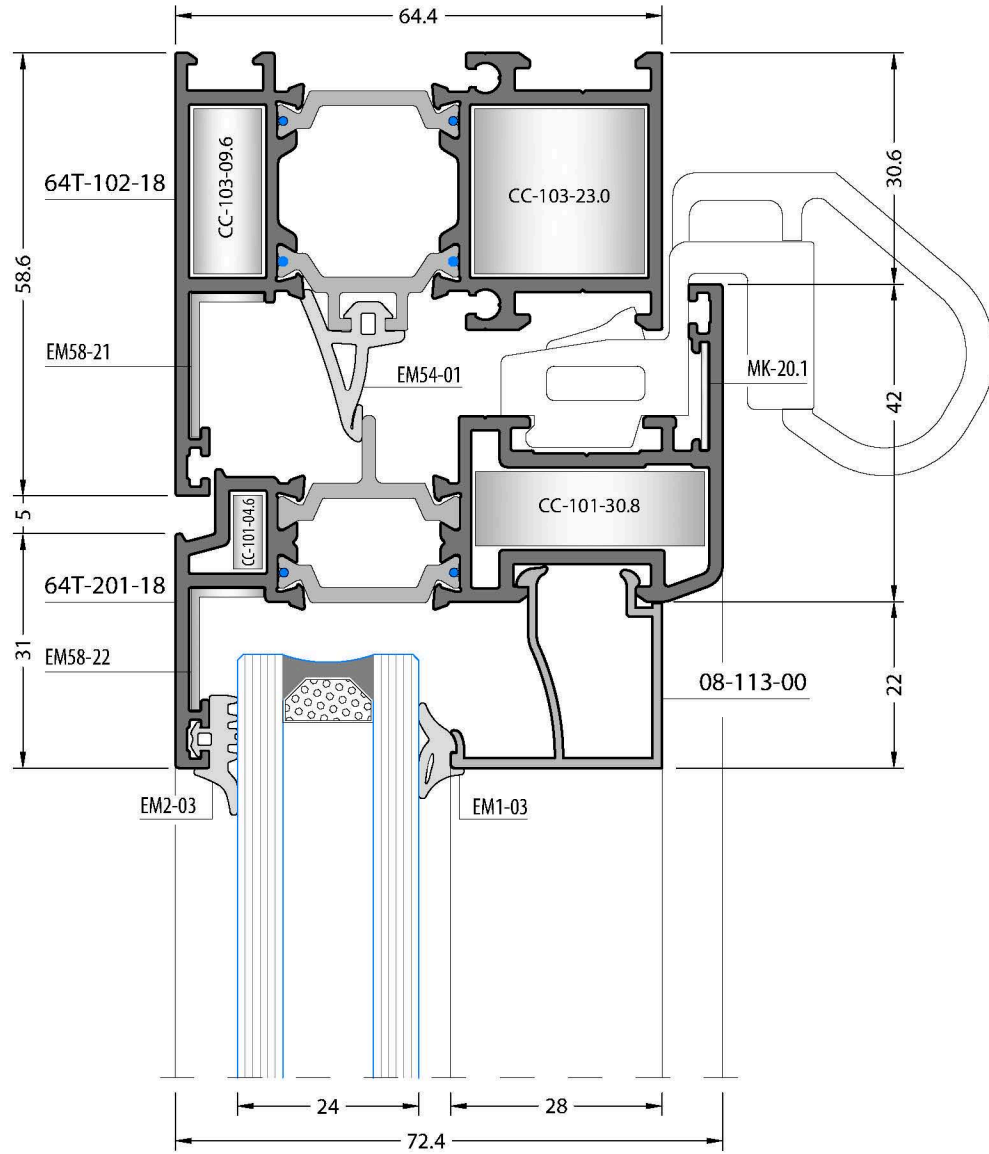 64.4
CC-103-09.6
CC-103-23.0
64T-102-18
30.6
58.6
EM58-21
EM54-01
MK-20.1
42
5
CC-101-04.6
CC-101-30.8
64T-201-18
31
EM58-22
08-113-00
22
EM2-03
EM1-03
24
28
72.4